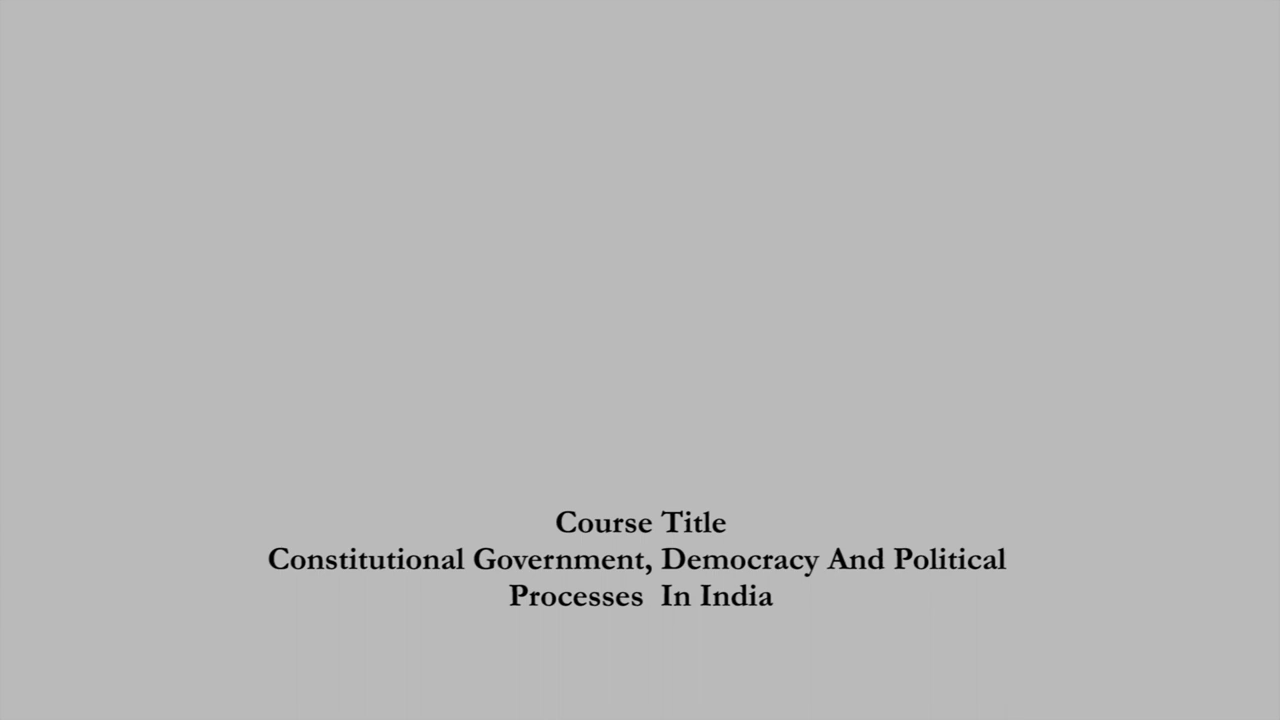 Course Title
Constitutional Government, Democracy And Political
Processes In India